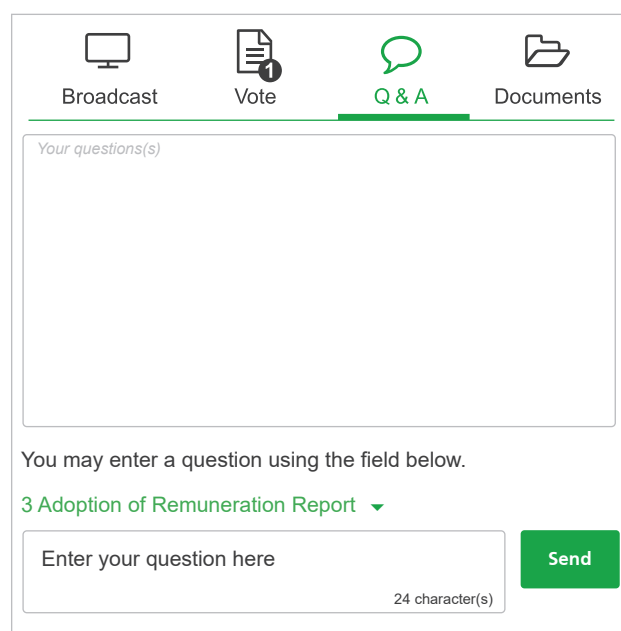 1
Broadcast Vote Q & A Documents
Your questions(s)
You may enter a question using the field below.
3 Adoption of Remuneration Report
Enter your question here
Send
24 character(s)